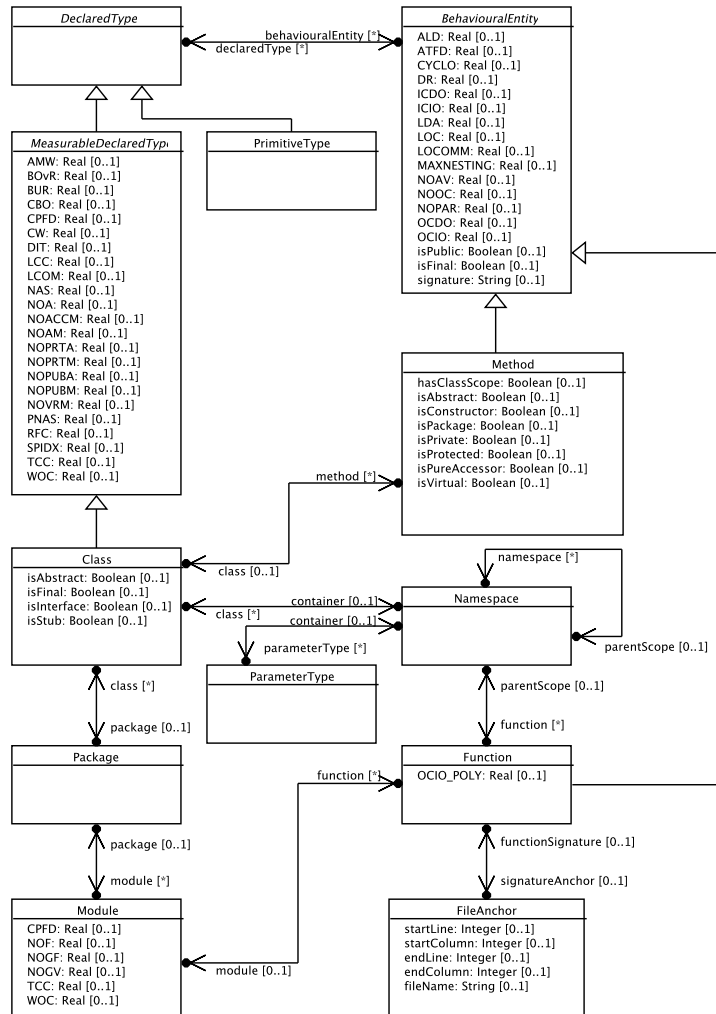 DeclaredType
BehaviouralEntity
behaviouralEntity [*]
declaredType [*]
ALD: Real [0..1]
ATFD: Real [0..1]
CYCLO: Real [0..1]
DR: Real [0..1]
ICDO: Real [0..1]
ICIO: Real [0..1]
LDA: Real [0..1]
LOC: Real [0..1]
LOCOMM: Real [0..1]
MAXNESTING: Real [0..1]
NOAV: Real [0..1]
NOOC: Real [0..1]
NOPAR: Real [0..1]
OCDO: Real [0..1]
OCIO: Real [0..1]
isPublic: Boolean [0..1]
isFinal: Boolean [0..1]
signature: String [0..1]
MeasurableDeclaredType
AMW: Real [0..1]
BOvR: Real [0..1]
BUR: Real [0..1]
CBO: Real [0..1]
CPFD: Real [0..1]
CW: Real [0..1]
DIT: Real [0..1]
LCC: Real [0..1]
LCOM: Real [0..1]
NAS: Real [0..1]
NOA: Real [0..1]
NOACCM: Real [0..1]
NOAM: Real [0..1]
NOPRTA: Real [0..1]
NOPRTM: Real [0..1]
NOPUBA: Real [0..1]
NOPUBM: Real [0..1]
NOVRM: Real [0..1]
PNAS: Real [0..1]
RFC: Real [0..1]
SPIDX: Real [0..1]
TCC: Real [0..1]
WOC: Real [0..1]
PrimitiveType
Method
hasClassScope: Boolean [0..1]
isAbstract: Boolean [0..1]
isConstructor: Boolean [0..1]
isPackage: Boolean [0..1]
isPrivate: Boolean [0..1]
isProtected: Boolean [0..1]
isPureAccessor: Boolean [0..1]
isVirtual: Boolean [0..1]
method [*]
class [0..1]
Class
isAbstract: Boolean [0..1]
isFinal: Boolean [0..1]
isInterface: Boolean [0..1]
isStub: Boolean [0..1]
container [0..1]
class [*]
container [0..1]
parameterType [*]
namespace [*]
Namespace
parentScope [0..1]
ParameterType
class [*]
package [0..1]
parentScope [0..1]
function [*]
Package
function [*]
Function
OCIO_POLY: Real [0..1]
package [0..1]
module [*]
functionSignature [0..1]
signatureAnchor [0..1]
Module
CPFD: Real [0..1]
NOF: Real [0..1]
NOGF: Real [0..1]
NOGV: Real [0..1]
TCC: Real [0..1]
WOC: Real [0..1]
module [0..1]
FileAnchor
startLine: Integer [0..1]
startColumn: Integer [0..1]
endLine: Integer [0..1]
endColumn: Integer [0..1]
fileName: String [0..1]